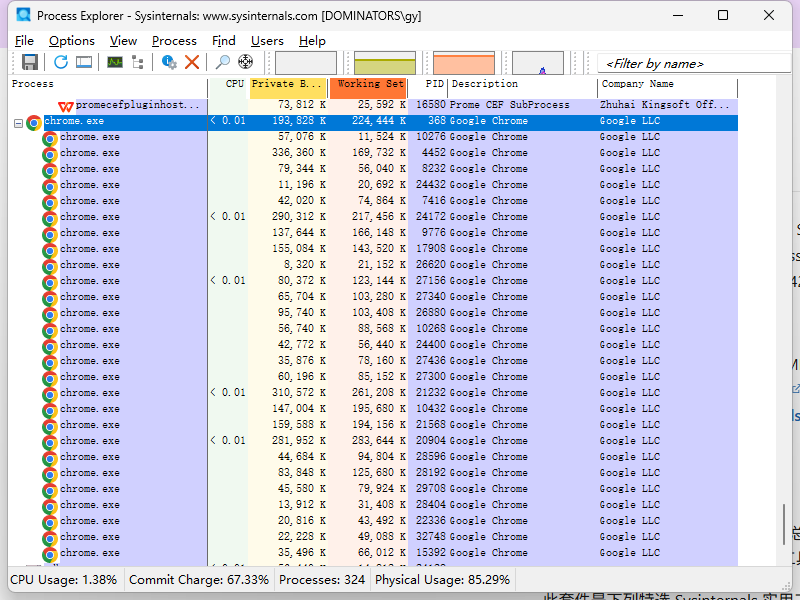 Process Explorer - Sysinternals: www.sysinternals.com [DOMINATORS\gy]
File Options View Process Find Users Help
<Filter by name>
Process CPU Private B... Working Set PID Description Company Name
promecefpluginhost... 73,812 K 25,592 K 16580 Prome CEF SubProcess Zhuhai Kingsoft Off...
chrome.exe < 0.01 193,828 K 224,444 K 368 Google Chrome Google LLC
chrome.exe 57,076 K 11,524 K 10276 Google Chrome Google LLC
chrome.exe 336,360 K 169,732 K 4452 Google Chrome Google LLC
chrome.exe 79,344 K 56,040 K 8232 Google Chrome Google LLC
chrome.exe 11,196 K 20,692 K 24432 Google Chrome Google LLC
chrome.exe 42,020 K 74,864 K 7416 Google Chrome Google LLC
chrome.exe < 0.01 290,312 K 217,456 K 24172 Google Chrome Google LLC
chrome.exe 137,644 K 166,148 K 9776 Google Chrome Google LLC
chrome.exe 155,084 K 143,520 K 17908 Google Chrome Google LLC
chrome.exe 8,320 K 21,152 K 26620 Google Chrome Google LLC
chrome.exe < 0.01 80,372 K 123,144 K 27156 Google Chrome Google LLC
chrome.exe 65,704 K 103,280 K 27340 Google Chrome Google LLC
chrome.exe 95,740 K 103,408 K 26880 Google Chrome Google LLC
chrome.exe 56,740 K 88,568 K 10268 Google Chrome Google LLC
chrome.exe 42,772 K 56,440 K 24400 Google Chrome Google LLC
chrome.exe 35,876 K 78,160 K 27436 Google Chrome Google LLC
chrome.exe 60,196 K 85,152 K 27300 Google Chrome Google LLC
chrome.exe < 0.01 310,572 K 261,208 K 21232 Google Chrome Google LLC
chrome.exe 147,004 K 195,680 K 10432 Google Chrome Google LLC
chrome.exe 159,588 K 194,156 K 21568 Google Chrome Google LLC
chrome.exe < 0.01 281,952 K 283,644 K 20904 Google Chrome Google LLC
chrome.exe 44,684 K 94,804 K 28596 Google Chrome Google LLC
chrome.exe 83,848 K 125,680 K 28192 Google Chrome Google LLC
chrome.exe 45,580 K 79,924 K 29708 Google Chrome Google LLC
chrome.exe 13,912 K 31,408 K 28404 Google Chrome Google LLC
chrome.exe 20,816 K 43,492 K 22336 Google Chrome Google LLC
chrome.exe 22,228 K 49,088 K 32748 Google Chrome Google LLC
chrome.exe 35,496 K 66,012 K 15392 Google Chrome Google LLC
CPU Usage: 1.38% Commit Charge: 67.33% Processes: 324 Physical Usage: 85.29%